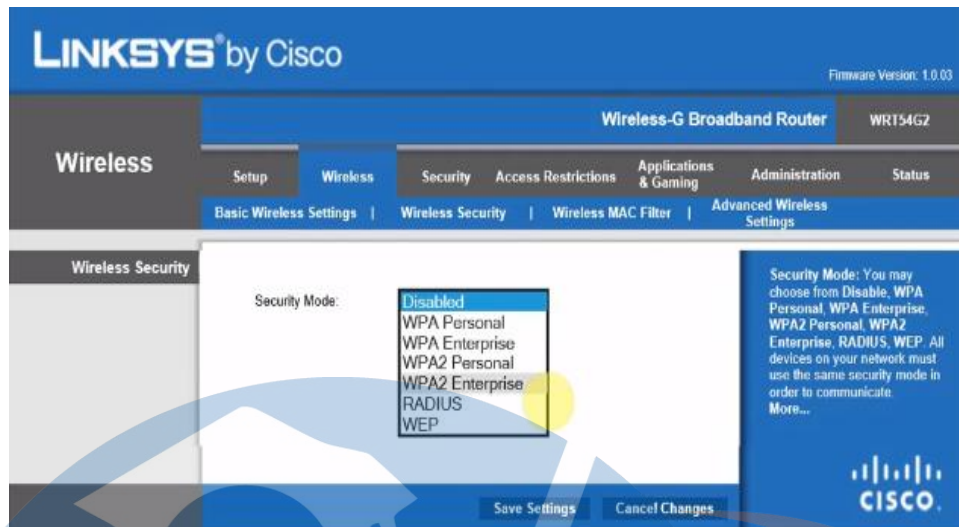 LINKSYS® by Cisco
Firmware Version: 1.0.03
Wireless-G Broadband Router WRT54G2
Wireless
Setup Wireless Security Access Restrictions Applications & Gaming Administration Status
Basic Wireless Settings | Wireless Security | Wireless MAC Filter | Advanced Wireless Settings
Wireless Security
Security Mode:
Disabled
WPA Personal
WPA Enterprise
WPA2 Personal
WPA2 Enterprise
RADIUS
WEP
Security Mode: You may
choose from Disable, WPA
Personal, WPA Enterprise,
WPA2 Personal, WPA2
Enterprise, RADIUS, WEP. All
devices on your network must
use the same security mode in
order to communicate.
More...
Save Settings Cancel Changes
CISCO.